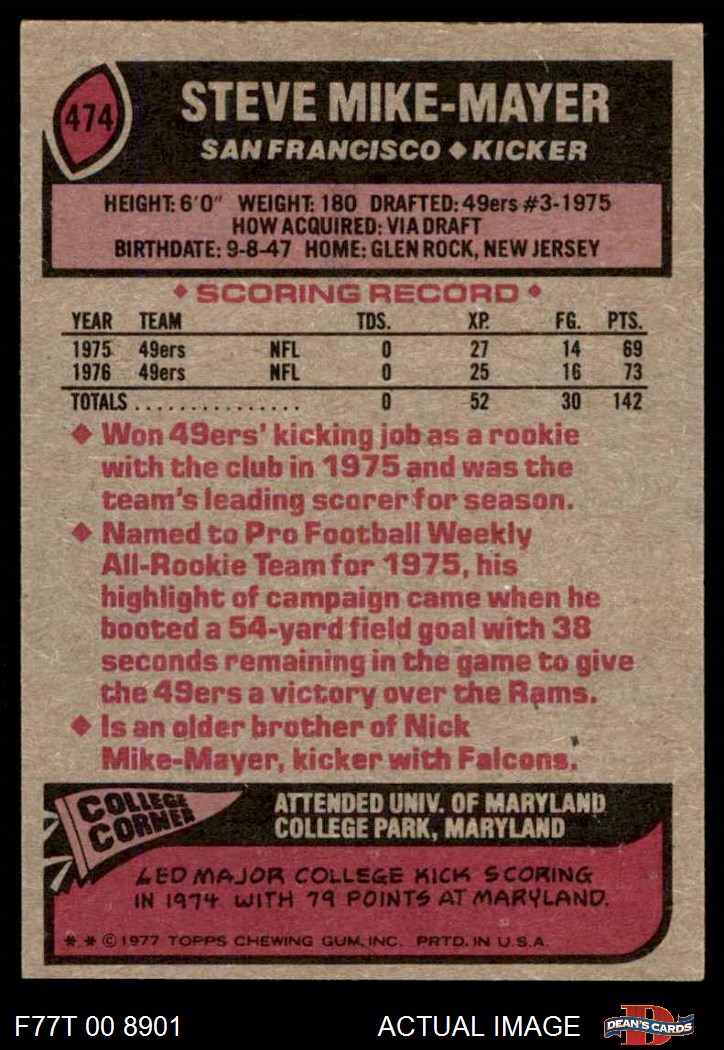 474
STEVE MIKE-MAYER
SAN FRANCISCO ◆ KICKER
HEIGHT: 6'0" WEIGHT: 180 DRAFTED: 49ers #3-1975
HOW ACQUIRED: VIA DRAFT
BIRTHDATE: 9-8-47 HOME: GLEN ROCK, NEW JERSEY
◆ SCORING RECORD ◆
YEAR TEAM TDS. XP. FG. PTS.
1975 49ers NFL 0 27 14 69
1976 49ers NFL 0 25 16 73
TOTALS ............... 0 52 30 142
◆ Won 49ers' kicking job as a rookie
with the club in 1975 and was the
team's leading scorer for season.
◆ Named to Pro Football Weekly
All-Rookie Team for 1975, his
highlight of campaign came when he
booted a 54-yard field goal with 38
seconds remaining in the game to give
the 49ers a victory over the Rams.
◆ Is an older brother of Nick
Mike-Mayer, kicker with Falcons.
COLLEGE
CORNER
ATTENDED UNIV. OF MARYLAND
COLLEGE PARK, MARYLAND
LED MAJOR COLLEGE KICK SCORING
IN 1974 WITH 79 POINTS AT MARYLAND.
* * © 1977 TOPPS CHEWING GUM, INC. PRTD. IN U.S.A.
F77T 00 8901 ACTUAL IMAGE
D
DEAN'S CARDS